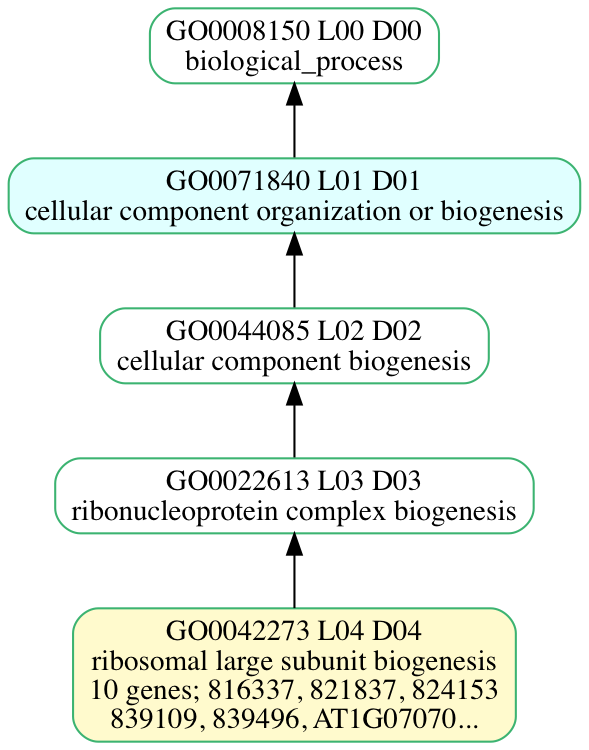 GO0008150 L00 D00
biological_process
GO0071840 L01 D01
cellular component organization or biogenesis
GO0044085 L02 D02
cellular component biogenesis
GO0022613 L03 D03
ribonucleoprotein complex biogenesis
GO0042273 L04 D04
ribosomal large subunit biogenesis
10 genes; 816337, 821837, 824153
839109, 839496, AT1G07070...